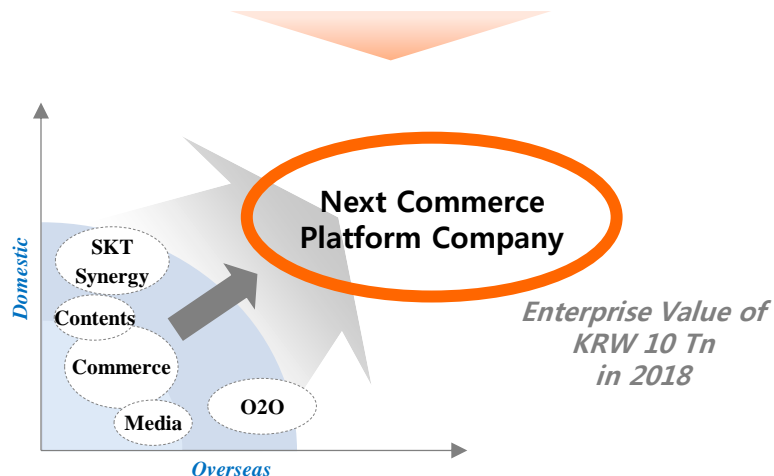 Next Commerce
Platform Company
SKT
Synergy
Contents
Commerce
Media
O2O
Domestic
Overseas
Enterprise Value of
KRW 10 Tn
in 2018